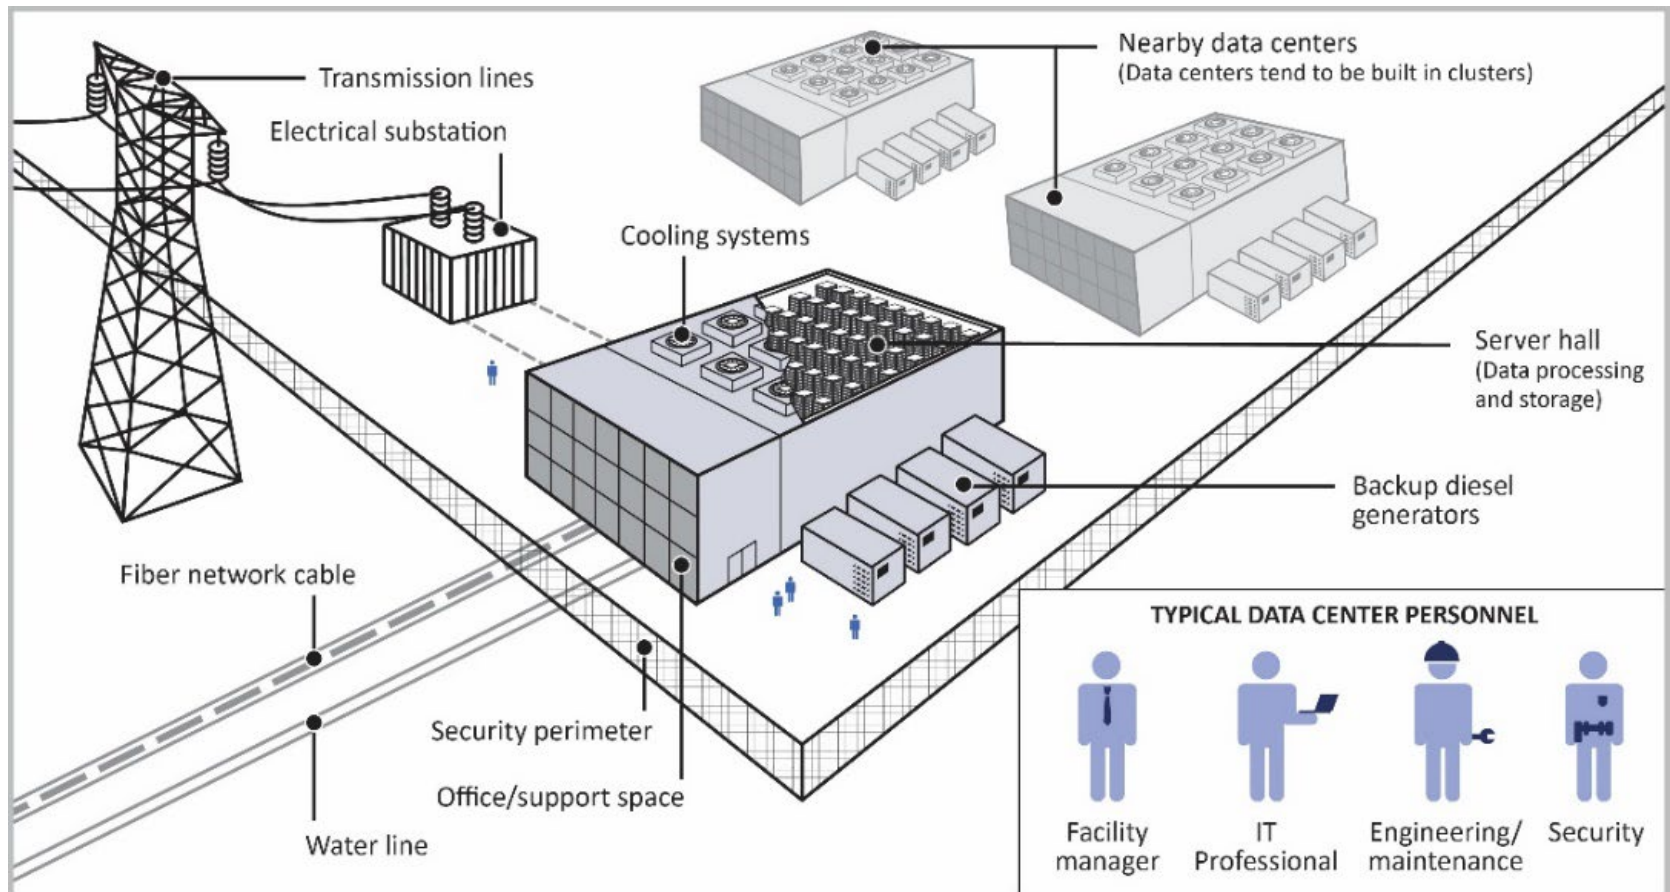 Transmission lines
Electrical substation
Nearby data centers
(Data centers tend to be built in clusters)
Cooling systems
Server hall
(Data processing
and storage)
Backup diesel
generators
Fiber network cable
Security perimeter
Office/support space
Water line
TYPICAL DATA CENTER PERSONNEL
Facility
manager
IT
Professional
Engineering/
maintenance
Security